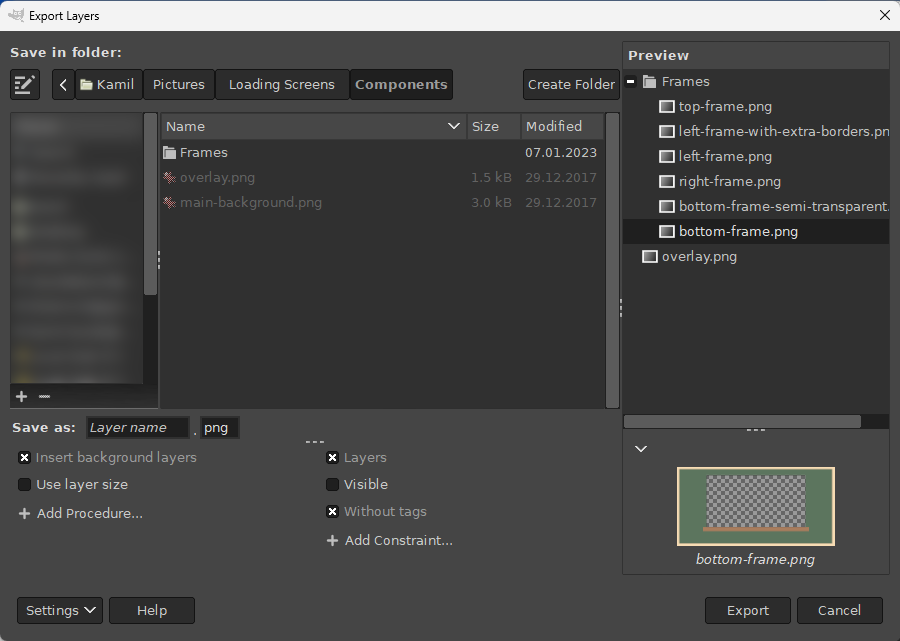 Export Layers
Save in folder:
Kamil Pictures Loading Screens Components Create Folder
Name Size Modified
Frames 07.01.2023
overlay.png 1.5 kB 29.12.2017
main-background.png 3.0 kB 29.12.2017
Preview
Frames
top-frame.png
left-frame-with-extra-borders.pn
left-frame.png
right-frame.png
bottom-frame-semi-transparent.
bottom-frame.png
overlay.png
Save as: Layer name . png
Insert background layers
Use layer size
Add Procedure...
Layers
Visible
Without tags
Add Constraint...
bottom-frame.png
Settings Help Export Cancel